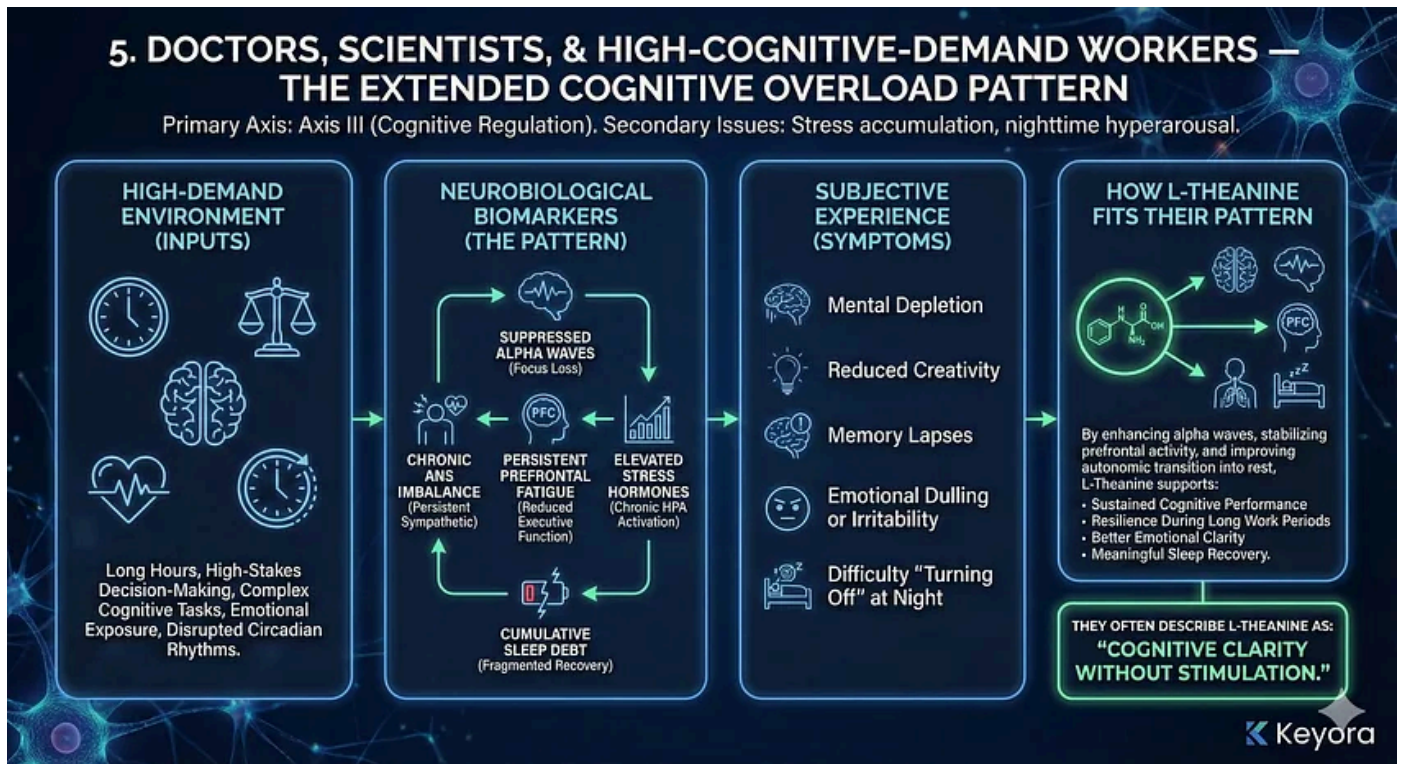 5. DOCTORS, SCIENTISTS, & HIGH-COGNITIVE-DEMAND WORKERS —
THE EXTENDED COGNITIVE OVERLOAD PATTERN
Primary Axis: Axis III (Cognitive Regulation). Secondary Issues: Stress accumulation, nighttime hyperarousal.
HIGH-DEMAND
ENVIRONMENT
(INPUTS)
Long Hours, High-Stakes
Decision-Making, Complex
Cognitive Tasks, Emotional
Exposure, Disrupted Circadian
Rhythms.
NEUROBIOLOGICAL
BIOMARKERS
(THE PATTERN)
SUPPRESSED
ALPHA WAVES
(Focus Loss)
CHRONIC
ANS
IMBALANCE
(Persistent
Sympathetic)
PFC
PERSISTENT
PREFRONTAL
FATIGUE
(Reduced
Executive
Function)
ELEVATED
STRESS
HORMONES
(Chronic HPA
Activation)
CUMULATIVE
SLEEP DEBT
(Fragmented Recovery)
SUBJECTIVE
EXPERIENCE
(SYMPTOMS)
Mental Depletion
Reduced Creativity
Memory Lapses
Emotional Dulling
or Irritability
Difficulty "Turning
Off" at Night
HOW L-THEANINE
FITS THEIR PATTERN
H
N
O
OH
NH₂
PFC
zzZ
By enhancing alpha waves, stabilizing
prefrontal activity, and improving
autonomic transition into rest,
L-Theanine supports:
• Sustained Cognitive Performance
• Resilience During Long Work Periods
• Better Emotional Clarity
• Meaningful Sleep Recovery.
THEY OFTEN DESCRIBE L-THEANINE AS:
"COGNITIVE CLARITY
WITHOUT STIMULATION."
Keyora